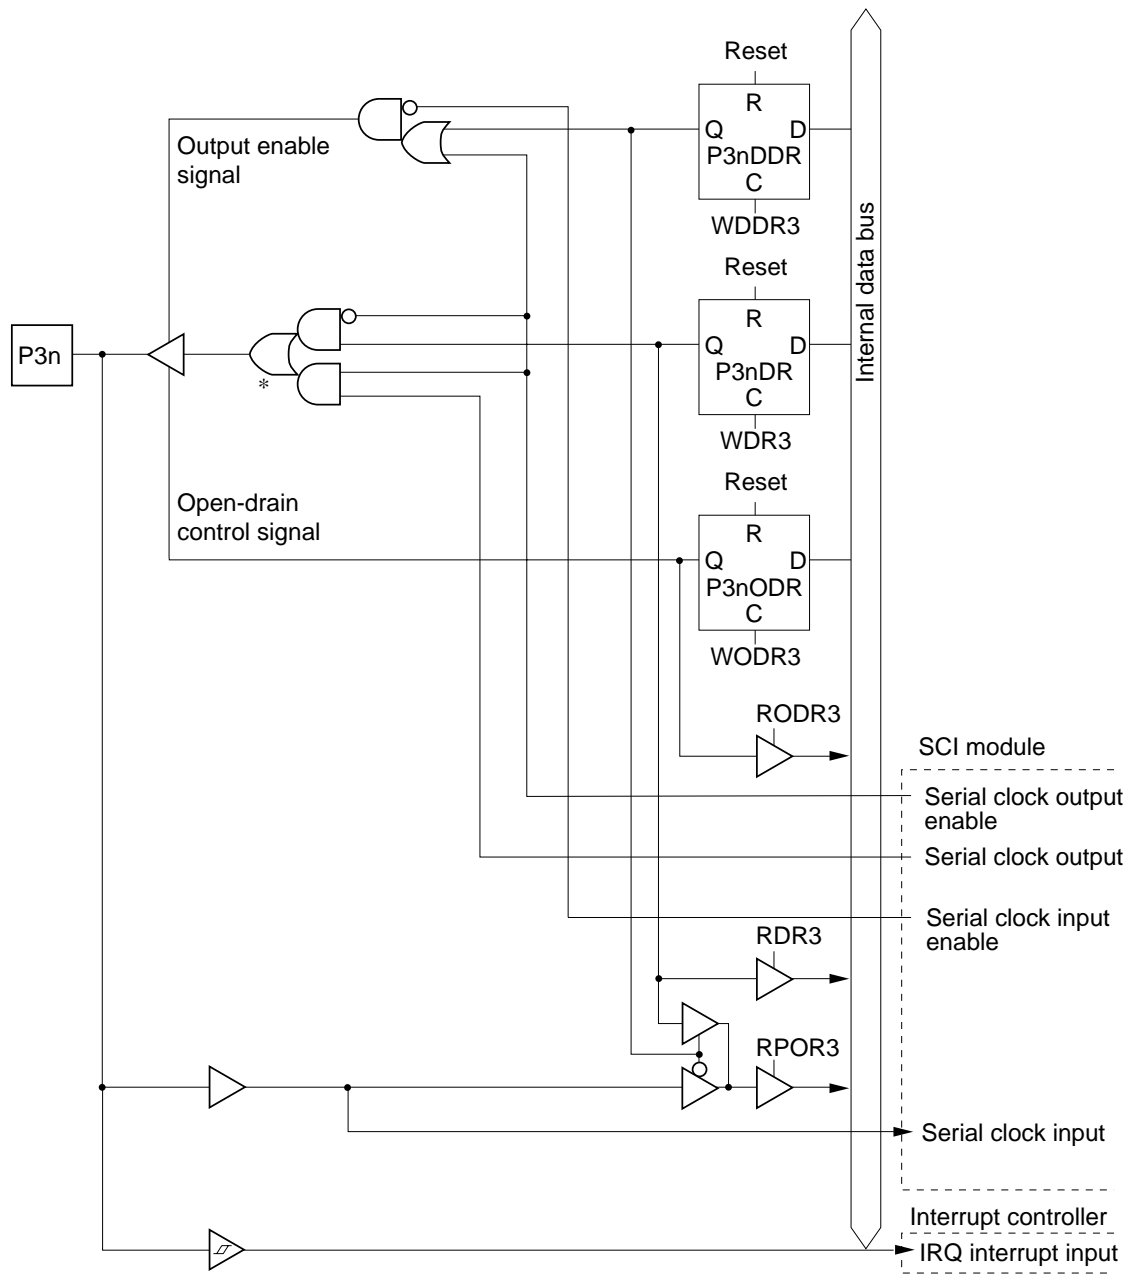 Reset
R
Q D
P3nDDR
C
WDDR3
Output enable
signal
Internal data bus
Reset
R
Q D
P3nDR
C
WDR3
P3n
*
Open-drain
control signal
Reset
R
Q D
P3nODR
C
WODR3
RODR3
SCI module
Serial clock output
enable
Serial clock output
Serial clock input
enable
RDR3
RPOR3
Serial clock input
Interrupt controller
IRQ interrupt input